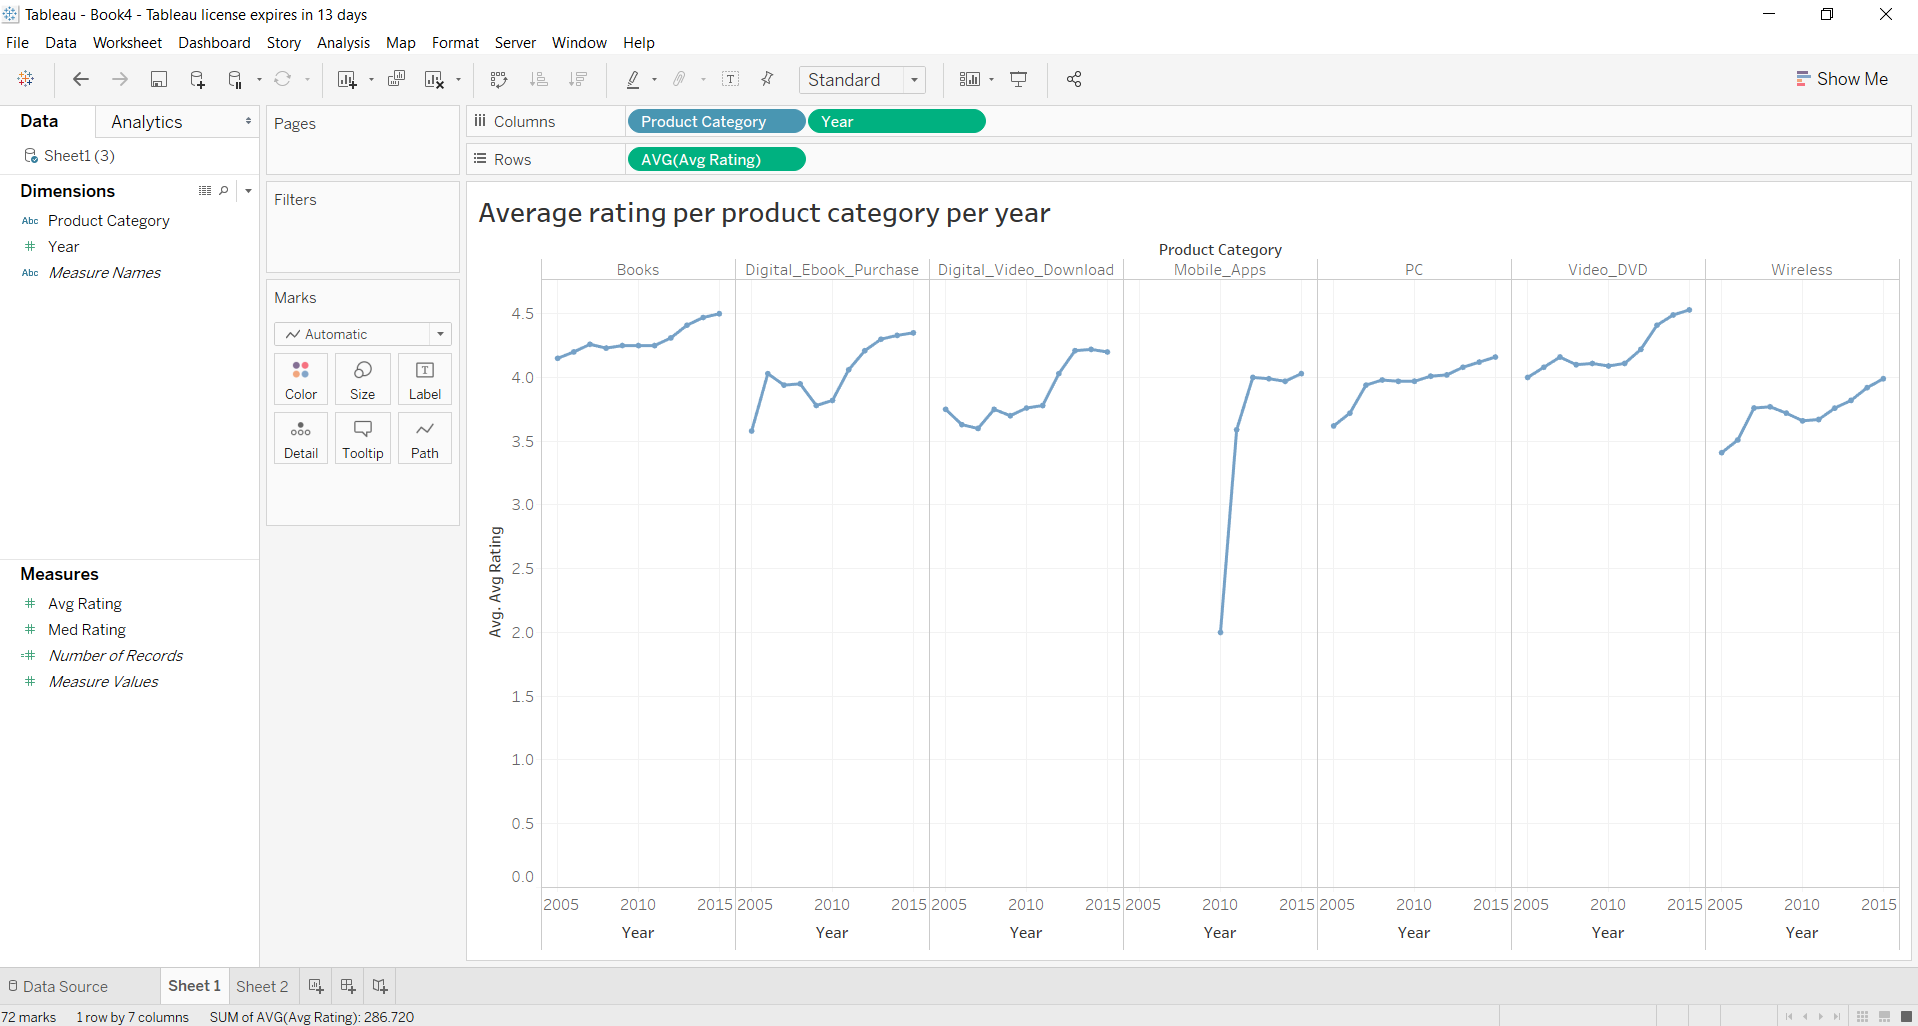 Tableau - Book4 - Tableau license expires in 13 days
File Data Worksheet Dashboard Story Analysis Map Format Server Window Help
Standard
Show Me
Data Analytics
Sheet1 (3)
Dimensions
Abc Product Category
# Year
Abc Measure Names
Measures
# Avg Rating
# Med Rating
=# Number of Records
# Measure Values
Pages
Filters
Marks
Automatic
Color Size Label
Detail Tooltip Path
Columns Product Category Year
Rows AVG(Avg Rating)
Average rating per product category per year
Product Category
Books Digital_Ebook_Purchase Digital_Video_Download Mobile_Apps PC Video_DVD Wireless
4.5
4.0
3.5
3.0
2.5
2.0
1.5
1.0
0.5
0.0
Avg. Avg Rating
2005 2010 2015 2005 2010 2015 2005 2010 2015 2005 2010 2015 2005 2010 2015 2005 2010 2015 2005 2010 2015
Year Year Year Year Year Year Year
Data Source Sheet 1 Sheet 2
72 marks 1 row by 7 columns SUM of AVG(Avg Rating): 286.720